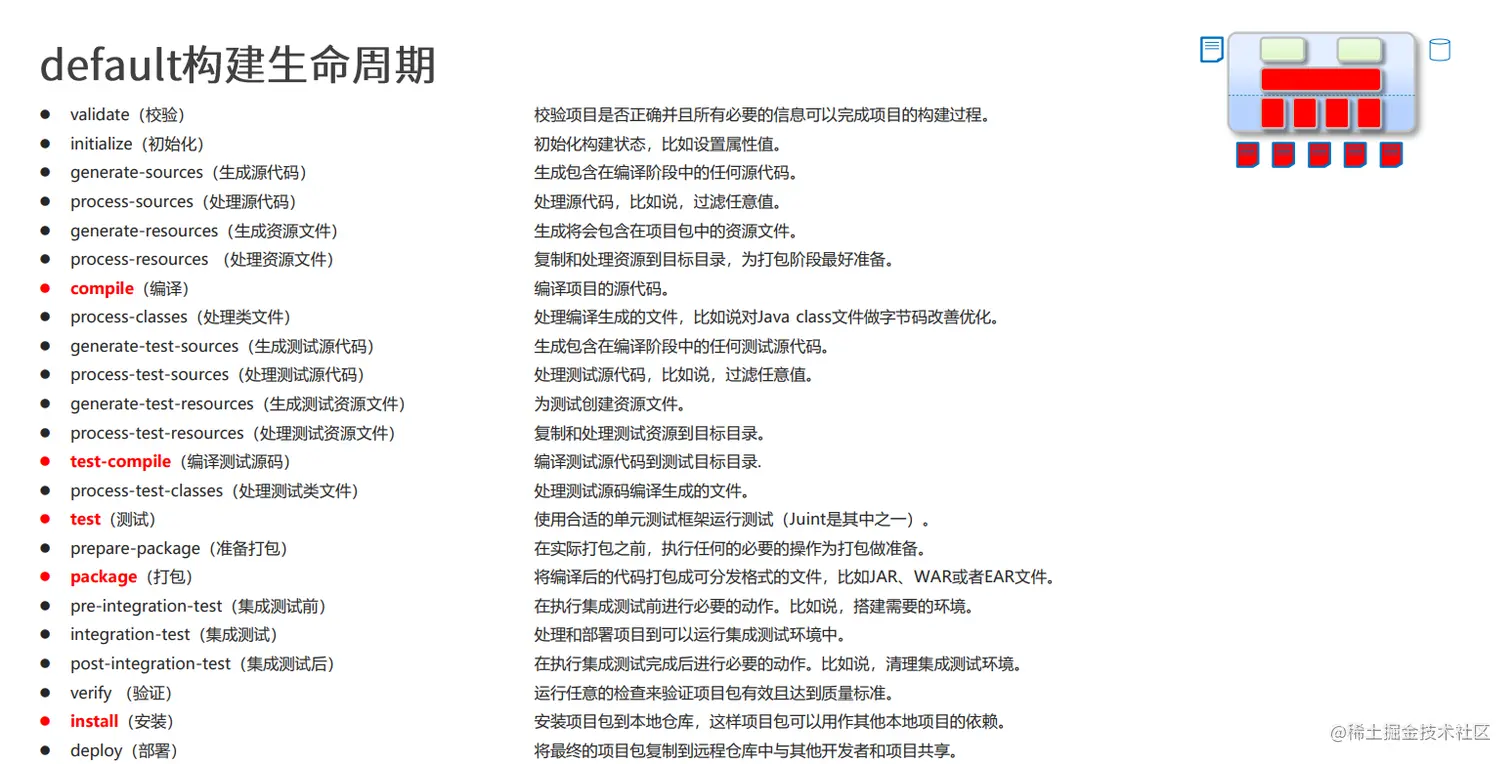 default构建生命周期
validate（校验） 校验项目是否正确并且所有必要的信息可以完成项目的构建过程。
initialize（初始化） 初始化构建状态，比如设置属性值。
generate-sources（生成源代码） 生成包含在编译阶段中的任何源代码。
process-sources（处理源代码） 处理源代码，比如说，过滤任意值。
generate-resources（生成资源文件） 生成将会包含在项目包中的资源文件。
process-resources （处理资源文件） 复制和处理资源到目标目录，为打包阶段最好准备。
compile（编译） 编译项目的源代码。
process-classes（处理类文件） 处理编译生成的文件，比如说对Java class文件做字节码改善优化。
generate-test-sources（生成测试源代码） 生成包含在编译阶段中的任何测试源代码。
process-test-sources（处理测试源代码） 处理测试源代码，比如说，过滤任意值。
generate-test-resources（生成测试资源文件） 为测试创建资源文件。
process-test-resources（处理测试资源文件） 复制和处理测试资源到目标目录。
test-compile（编译测试源码） 编译测试源代码到测试目标目录.
process-test-classes（处理测试类文件） 处理测试源码编译生成的文件。
test（测试） 使用合适的单元测试框架运行测试（Juint是其中之一）。
prepare-package（准备打包） 在实际打包之前，执行任何的必要的操作为打包做准备。
package（打包） 将编译后的代码打包成可分发格式的文件，比如JAR、WAR或者EAR文件。
pre-integration-test（集成测试前） 在执行集成测试前进行必要的动作。比如说，搭建需要的环境。
integration-test（集成测试） 处理和部署项目到可以运行集成测试环境中。
post-integration-test（集成测试后） 在执行集成测试完成后进行必要的动作。比如说，清理集成测试环境。
verify （验证） 运行任意的检查来验证项目包有效且达到质量标准。
install（安装） 安装项目包到本地仓库，这样项目包可以用作其他本地项目的依赖。
deploy（部署） 将最终的项目包复制到远程仓库中与其他开发者和项目共享。
@稀土掘金技术社区